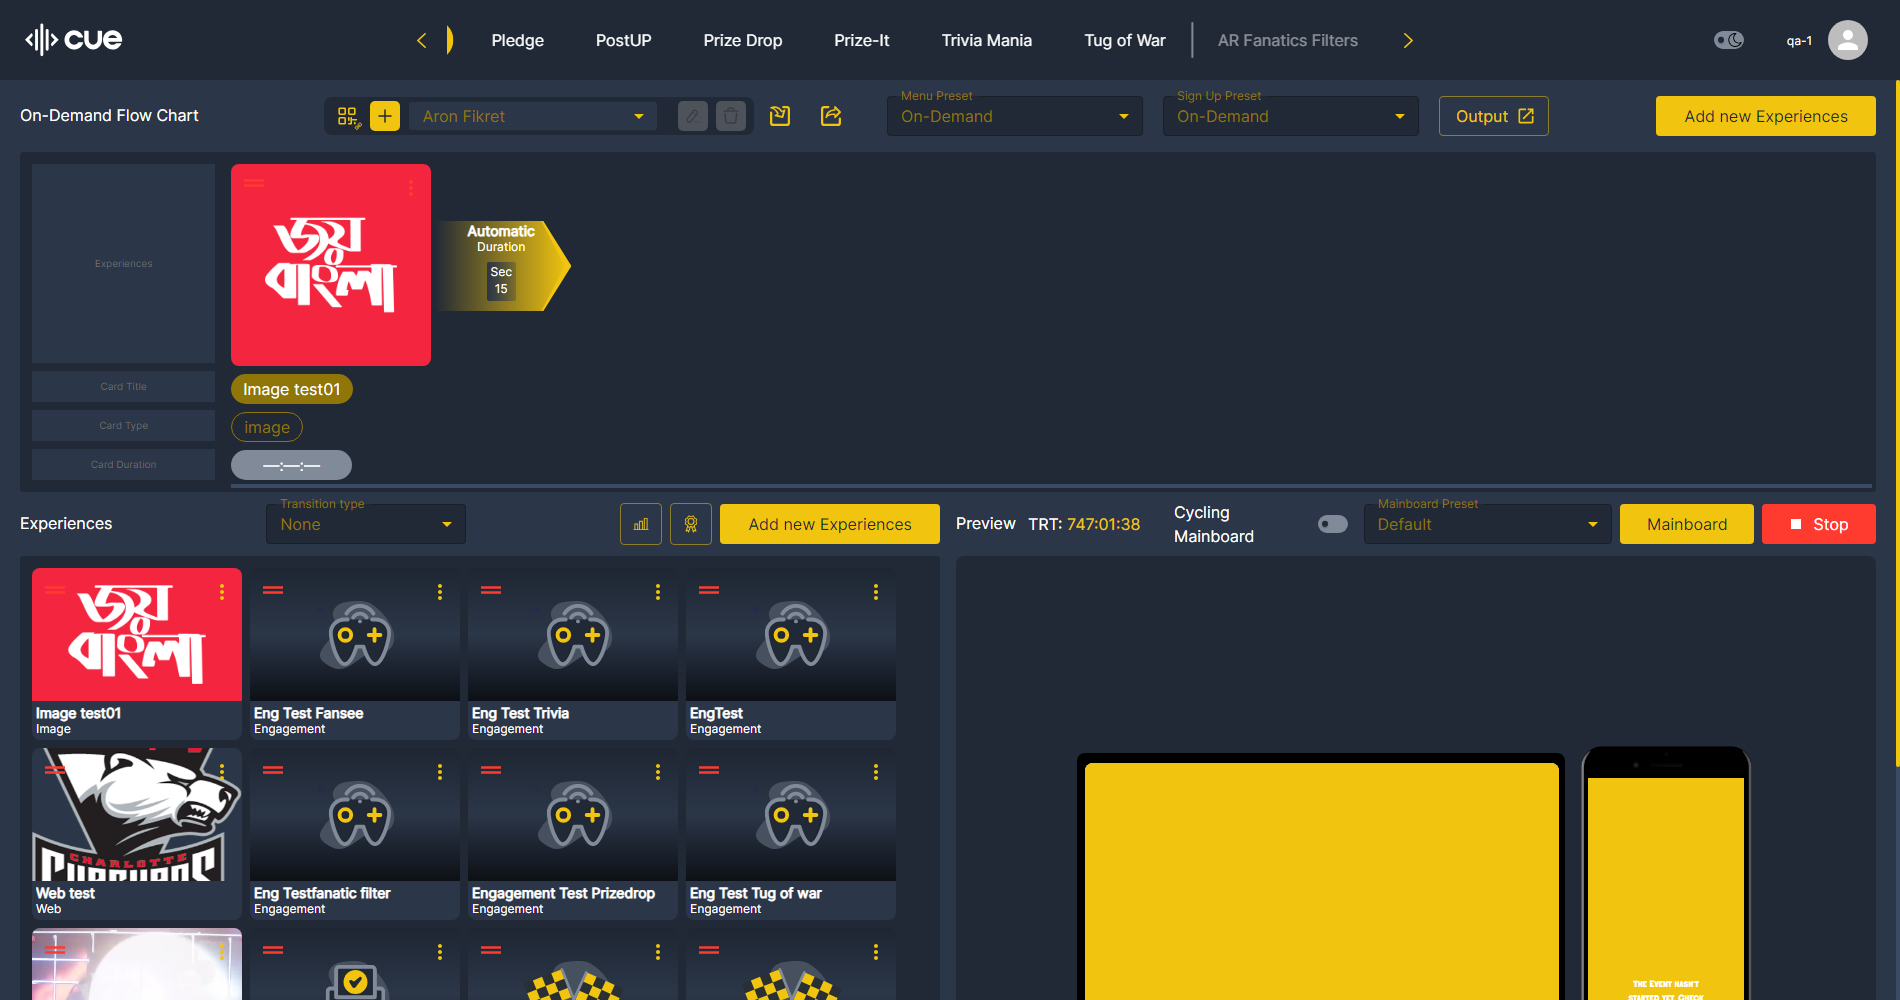 cue
Pledge
PostUP
Prize Drop
Prize-It
Trivia Mania
Tug of War
AR Fanatics Filters
qa-1
On-Demand Flow Chart
Aron Fikret
Menu Preset
On-Demand
Sign Up Preset
On-Demand
Output
Add new Experiences
Experiences
জয়
বাংলা
Automatic
Duration
Sec
15
Card Title
Image test01
Card Type
image
Card Duration
—:—:—
Experiences
Transition type
None
Add new Experiences
Preview
TRT: 747:01:38
Cycling
Mainboard
Mainboard Preset
Default
Mainboard
Stop
জয়
বাংলা
Image test01
Image
Eng Test Fansee
Engagement
Eng Test Trivia
Engagement
EngTest
Engagement
CHARLOTTE
Web test
Web
Eng Testfanatic filter
Engagement
Engagement Test Prizedrop
Engagement
Eng Test Tug of war
Engagement
The Event hasn't
started yet. Check